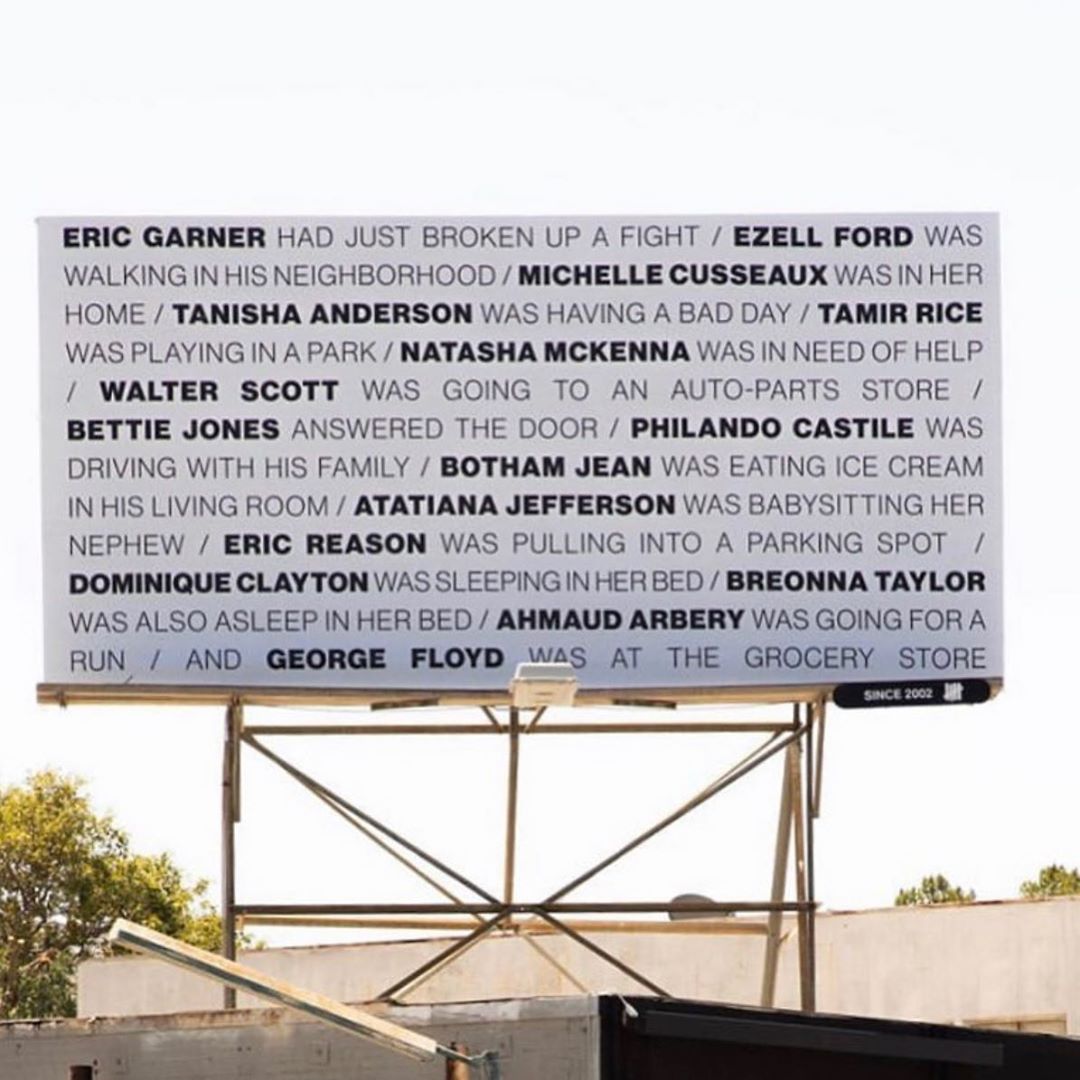 ERIC GARNER HAD JUST BROKEN UP A FIGHT / EZELL FORD WAS
WALKING IN HIS NEIGHBORHOOD / MICHELLE CUSSEAUX WAS IN HER
HOME / TANISHA ANDERSON WAS HAVING A BAD DAY / TAMIR RICE
WAS PLAYING IN A PARK / NATASHA MCKENNA WAS IN NEED OF HELP
/ WALTER SCOTT WAS GOING TO AN AUTO-PARTS STORE /
BETTIE JONES ANSWERED THE DOOR / PHILANDO CASTILE WAS
DRIVING WITH HIS FAMILY / BOTHAM JEAN WAS EATING ICE CREAM
IN HIS LIVING ROOM / ATATIANA JEFFERSON WAS BABYSITTING HER
NEPHEW / ERIC REASON WAS PULLING INTO A PARKING SPOT /
DOMINIQUE CLAYTON WAS SLEEPING IN HER BED / BREONNA TAYLOR
WAS ALSO ASLEEP IN HER BED / AHMAUD ARBERY WAS GOING FOR A
RUN / AND GEORGE FLOYD WAS AT THE GROCERY STORE
SINCE 2002